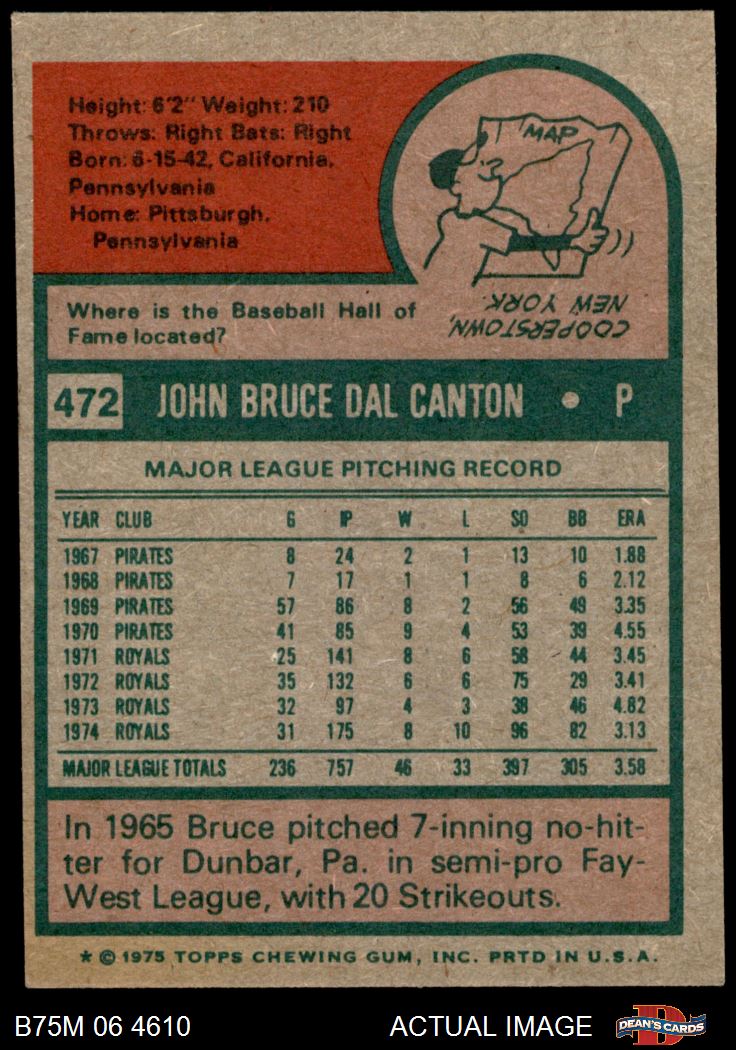 Height: 6'2" Weight: 210
Throws: Right Bats: Right
Born: 6-15-42, California,
Pennsylvania
Home: Pittsburgh,
Pennsylvania
MAP
Where is the Baseball Hall of
Fame located?
COOPERSTOWN,
NEW YORK.
472 JOHN BRUCE DAL CANTON • P
MAJOR LEAGUE PITCHING RECORD
YEAR CLUB G IP W L SO BB ERA
1967 PIRATES 8 24 2 1 13 10 1.88
1968 PIRATES 7 17 1 1 8 6 2.12
1969 PIRATES 57 86 8 2 56 49 3.35
1970 PIRATES 41 85 9 4 53 39 4.55
1971 ROYALS 25 141 8 6 58 44 3.45
1972 ROYALS 35 132 6 6 75 29 3.41
1973 ROYALS 32 97 4 3 38 46 4.82
1974 ROYALS 31 175 8 10 96 82 3.13
MAJOR LEAGUE TOTALS 236 757 46 33 397 305 3.58
In 1965 Bruce pitched 7-inning no-hit-
ter for Dunbar, Pa. in semi-pro Fay-
West League, with 20 Strikeouts.
* © 1975 TOPPS CHEWING GUM, INC. PRTD IN U.S.A.
B75M 06 4610 ACTUAL IMAGE D DEAN'S CARDS